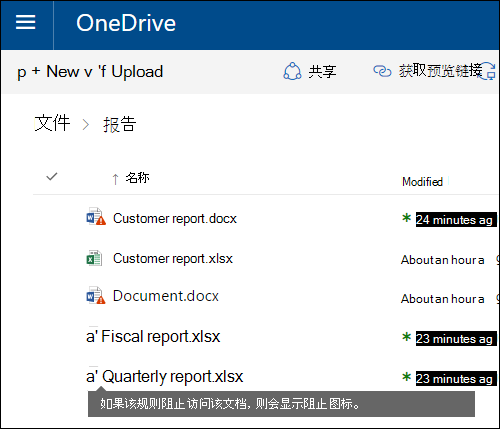 OneDrive
p + New v 'f Upload 共享 获取预览链接
文件 > 报告
↑ 名称 Modified
Customer report.docx * 24 minutes ag
Customer report.xlsx Aboutan hour a
Document.docx Aboutan hour a
a' Fiscal report.xlsx * 23 minutes ag
a' Quarterly report.xlsx * 23 minutes ag
如果该规则阻止访问该文档, 则会显示阻止图标。